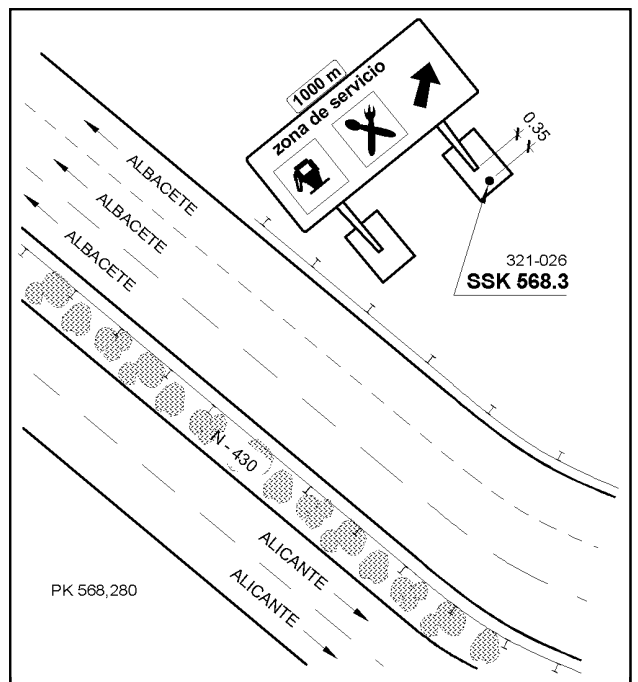 1000 m
zona de servicio
0.35
321-026
SSK 568.3
ALBACETE
ALBACETE
ALBACETE
N - 430
ALICANTE
ALICANTE
PK 568,280